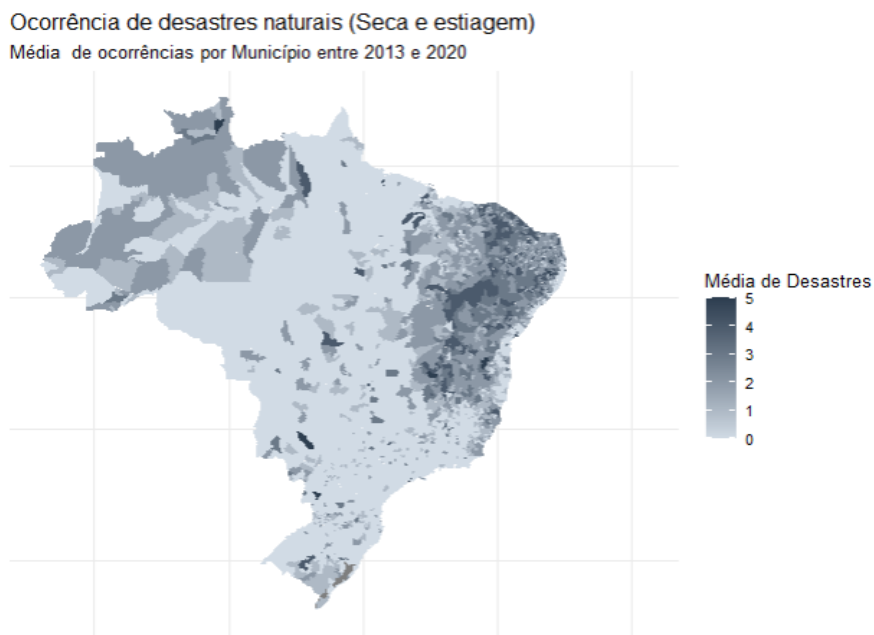 Ocorrência de desastres naturais (Seca e estiagem)
Média  de ocorrências por Município entre 2013 e 2020
Média de Desastres
5
4
3
2
1
0